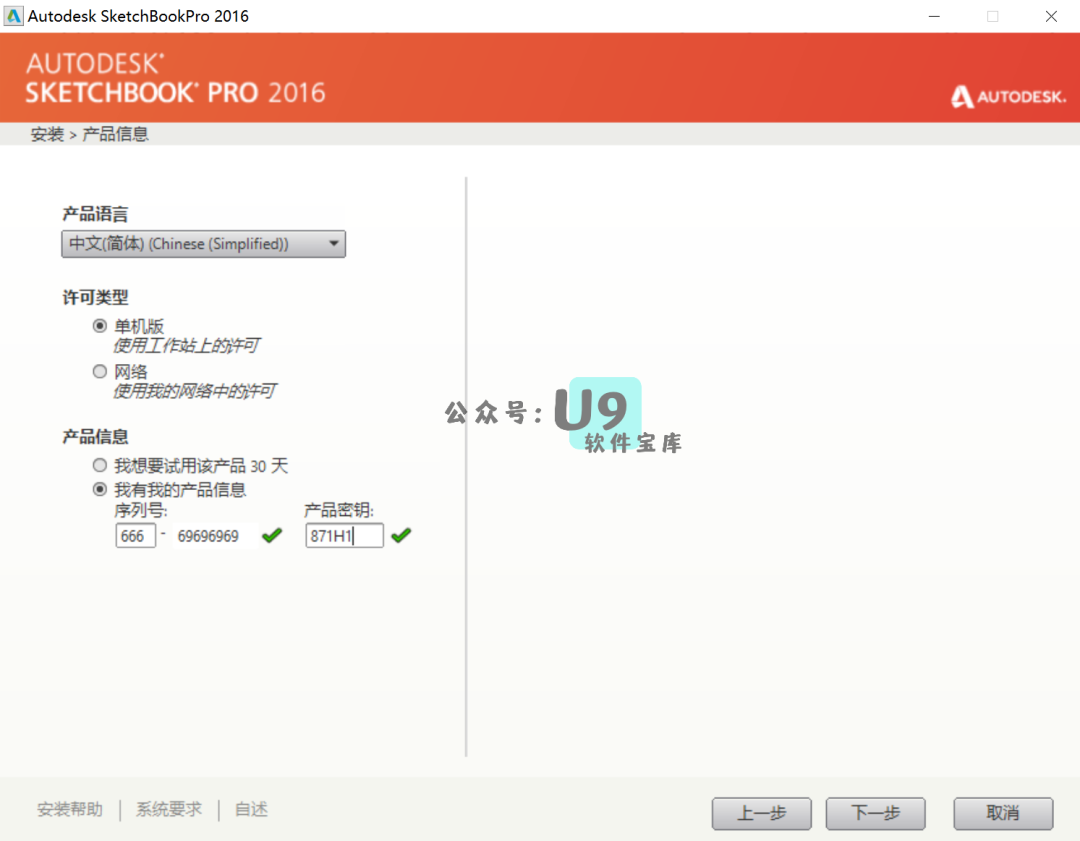 Autodesk SketchBookPro 2016
AUTODESK®
SKETCHBOOK® PRO 2016
AUTODESK.
安装 > 产品信息
产品语言
中文(简体) (Chinese (Simplified))
许可类型
单机版
使用工作站上的许可
网络
使用我的网络中的许可
公众号: U9
软件宝库
产品信息
我想要试用该产品 30 天
我有我的产品信息
序列号: 产品密钥:
666 - 69696969 871H1
安装帮助 | 系统要求 | 自述
上一步 下一步 取消